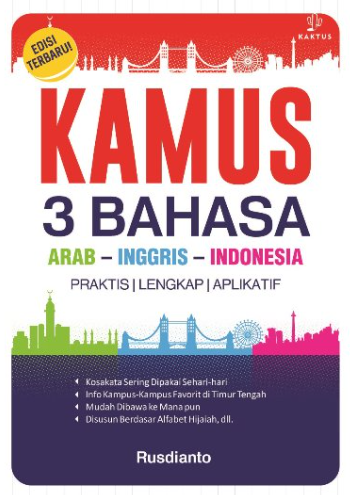 EDISI
TERBARU!
KAKTUS
KAMUS
3 BAHASA
ARAB – INGGRIS – INDONESIA
PRAKTIS|LENGKAP|APLIKATIF
Kosakata Sering Dipakai Sehari-hari
Info Kampus-Kampus Favorit di Timur Tengah
Mudah Dibawa ke Mana pun
Disusun Berdasar Alfabet Hijaiah, dll.
Rusdianto